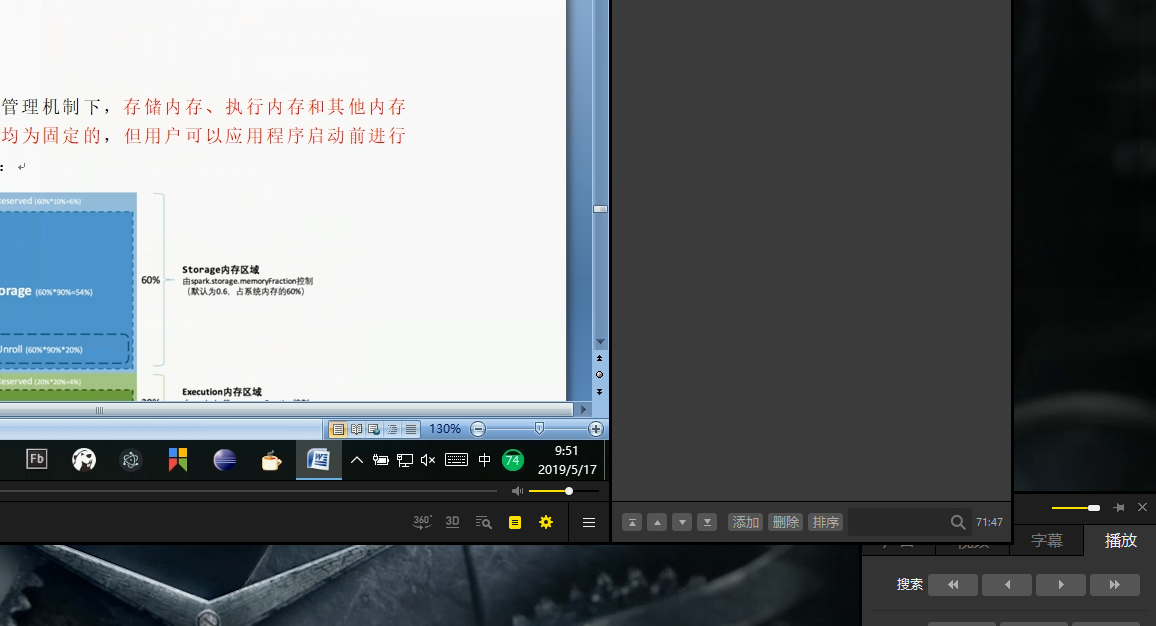 管理机制下，存储内存、执行内存和其他内存
均为固定的，但用户可以应用程序启动前进行
：
eserved (60%*10%=6%)
60%
Storage内存区域
由spark.storage.memoryFraction控制
（默认为0.6，占系统内存的60%）
orage (60%*90%=54%)
Unroll (60%*90%*20%)
eserved (20%*20%=4%)
Execution内存区域
130%
Fb
中
74
9:51
2019/5/17
360°
3D
添加
删除
排序
71:47
字幕
播放
搜索